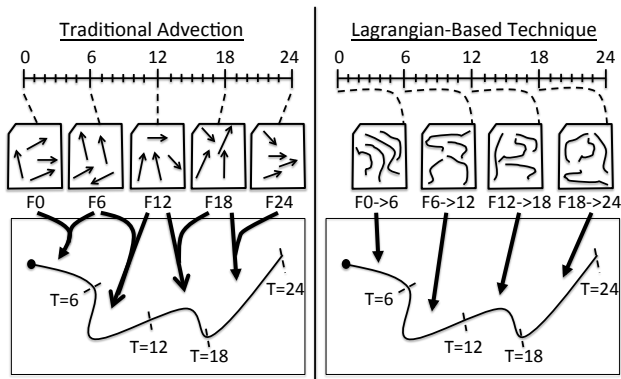 Traditional Advection
0 6 12 18 24
F0 F6 F12 F18 F24
T=6
T=12
T=18
T=24
Lagrangian-Based Technique
0 6 12 18 24
F0->6 F6->12 F12->18 F18->24
T=6
T=12
T=18
T=24